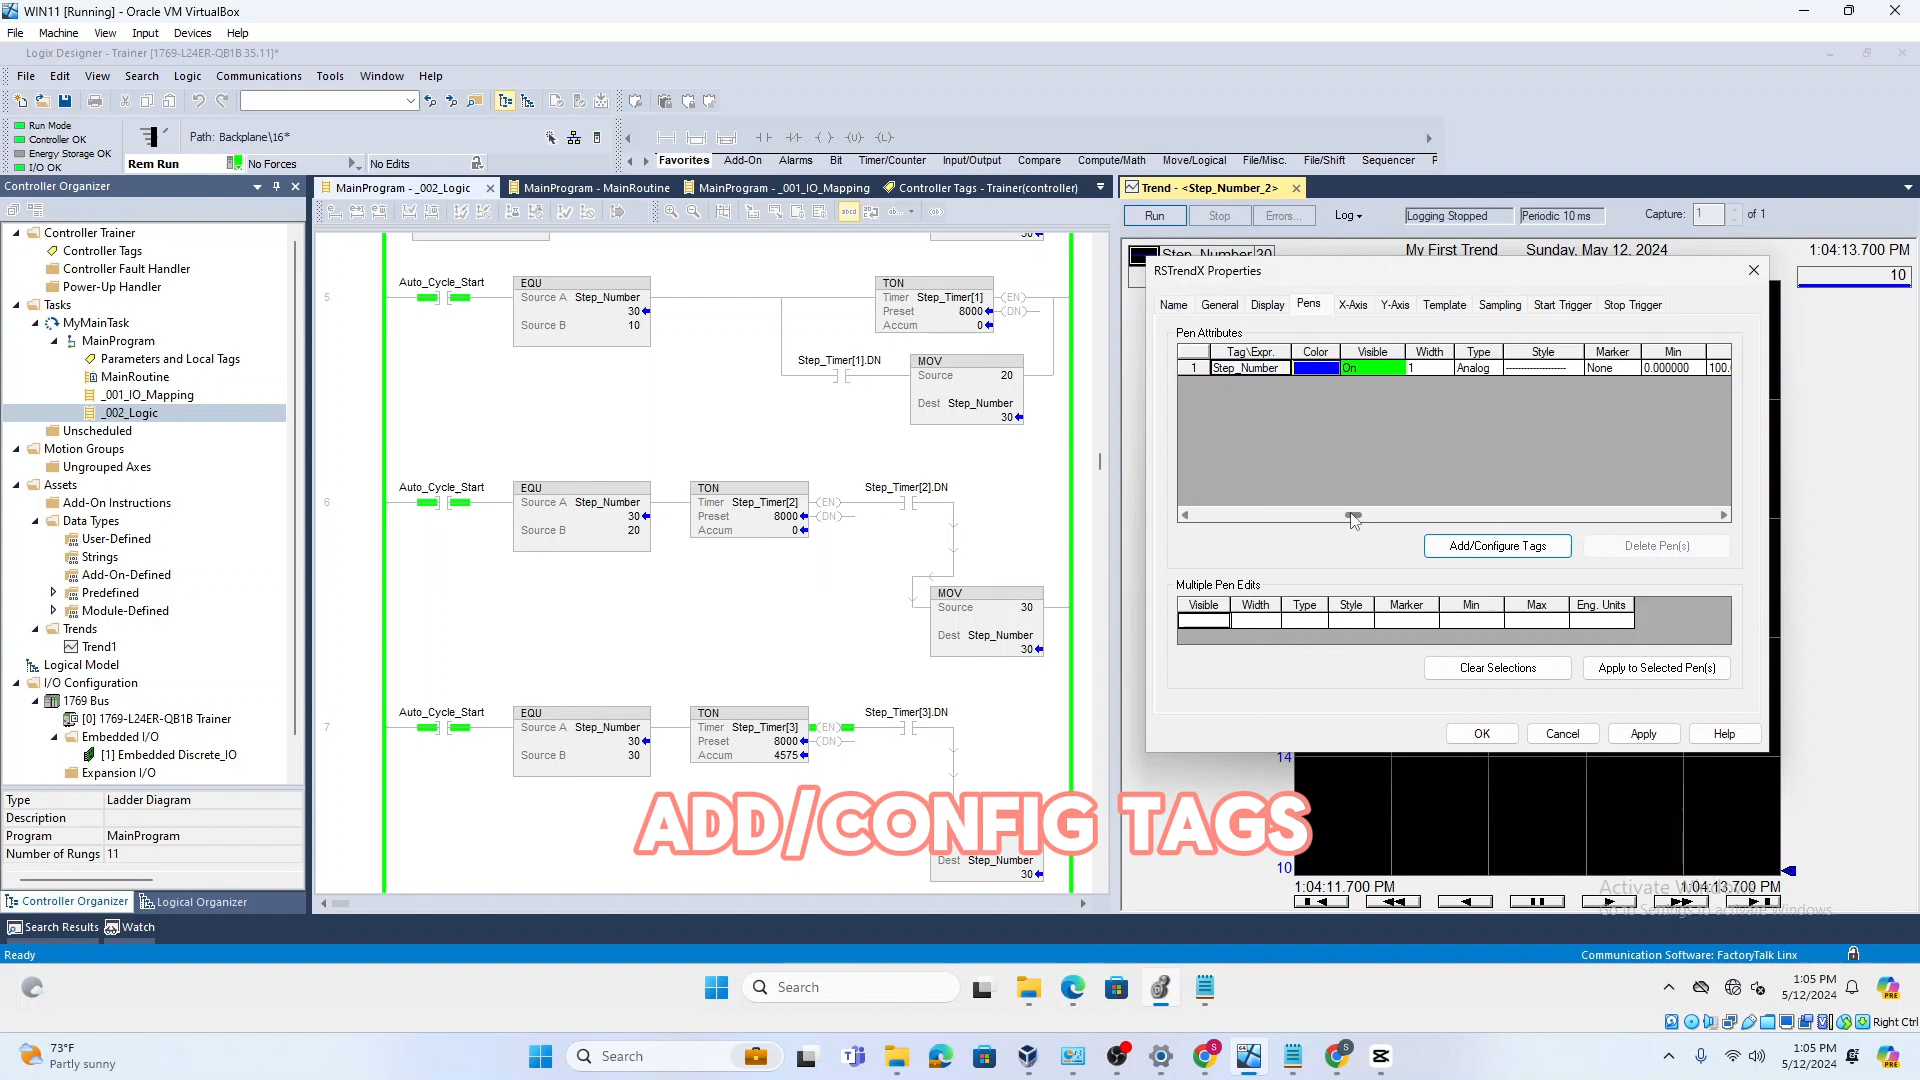 WIN11 [Running] - Oracle VM VirtualBox
File Machine View Input Devices Help
Logix Designer - Trainer [1769-L24ER-QB1B 35.11]*
File Edit View Search Logic Communications Tools Window Help
Run Mode
Controller OK
Energy Storage OK
I/O OK
Path: Backplane\16*
Rem Run No Forces No Edits
Favorites Add-On Alarms Bit Timer/Counter Input/Output Compare Compute/Math Move/Logical File/Misc. File/Shift Sequencer P
Controller Organizer
MainProgram - _002_Logic MainProgram - MainRoutine MainProgram - _001_IO_Mapping Controller Tags - Trainer(controller)
Trend - <Step_Number_2>
Run Stop Errors... Log Logging Stopped Periodic 10 ms Capture: 1 of 1
Controller Trainer
Controller Tags
Controller Fault Handler
Power-Up Handler
Tasks
MyMainTask
MainProgram
Parameters and Local Tags
MainRoutine
_001_IO_Mapping
_002_Logic
Unscheduled
Motion Groups
Ungrouped Axes
Assets
Add-On Instructions
Data Types
User-Defined
Strings
Add-On-Defined
Predefined
Module-Defined
Trends
Trend1
Logical Model
I/O Configuration
1769 Bus
[0] 1769-L24ER-QB1B Trainer
Embedded I/O
[1] Embedded Discrete_IO
Expansion I/O
Type Ladder Diagram
Description
Program MainProgram
Number of Rungs 11
Controller Organizer Logical Organizer
Search Results Watch
Ready
30
5
Auto_Cycle_Start
EQU
Source A Step_Number
30
Source B 10
TON
Timer Step_Timer[1]
Preset 8000
Accum 0
(EN)
(DN)
Step_Timer[1].DN
MOV
Source 20
Dest Step_Number
30
6
Auto_Cycle_Start
EQU
Source A Step_Number
30
Source B 20
TON
Timer Step_Timer[2]
Preset 8000
Accum 0
(EN)
(DN)
Step_Timer[2].DN
MOV
Source 30
Dest Step_Number
30
7
Auto_Cycle_Start
EQU
Source A Step_Number
30
Source B 30
TON
Timer Step_Timer[3]
Preset 8000
Accum 4575
(EN)
(DN)
Step_Timer[3].DN
Dest Step_Number
30
ADD/CONFIG TAGS
Step_Number 30 My First Trend Sunday, May 12, 2024 1:04:13.700 PM
10
RSTrendX Properties
Name General Display Pens X-Axis Y-Axis Template Sampling Start Trigger Stop Trigger
Pen Attributes
Tag\Expr. Color Visible Width Type Style Marker Min
1 Step_Number On 1 Analog None 0.000000 100.
Add/Configure Tags Delete Pen(s)
Multiple Pen Edits
Visible Width Type Style Marker Min Max Eng. Units
Clear Selections Apply to Selected Pen(s)
OK Cancel Apply Help
14
10
1:04:11.700 PM 1:04:13.700 PM
Activate Windows
Go to Settings to activate Windows.
Communication Software: FactoryTalk Linx
Search
1:05 PM
5/12/2024
PRE
Right Ctrl
73°F
Partly sunny
Search
1:05 PM
5/12/2024
PRE